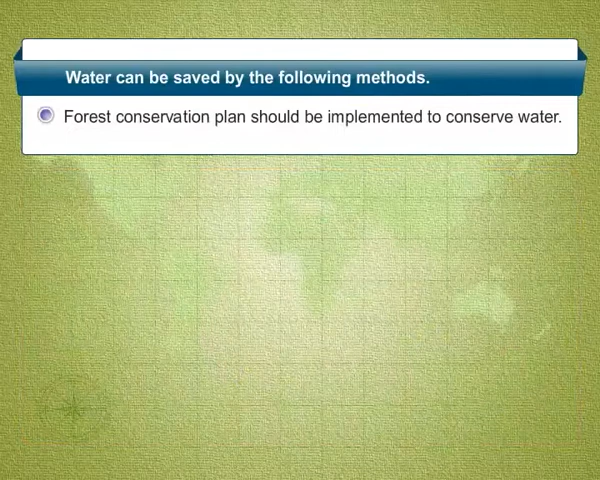 Water can be saved by the following methods.
Forest conservation plan should be implemented to conserve water.